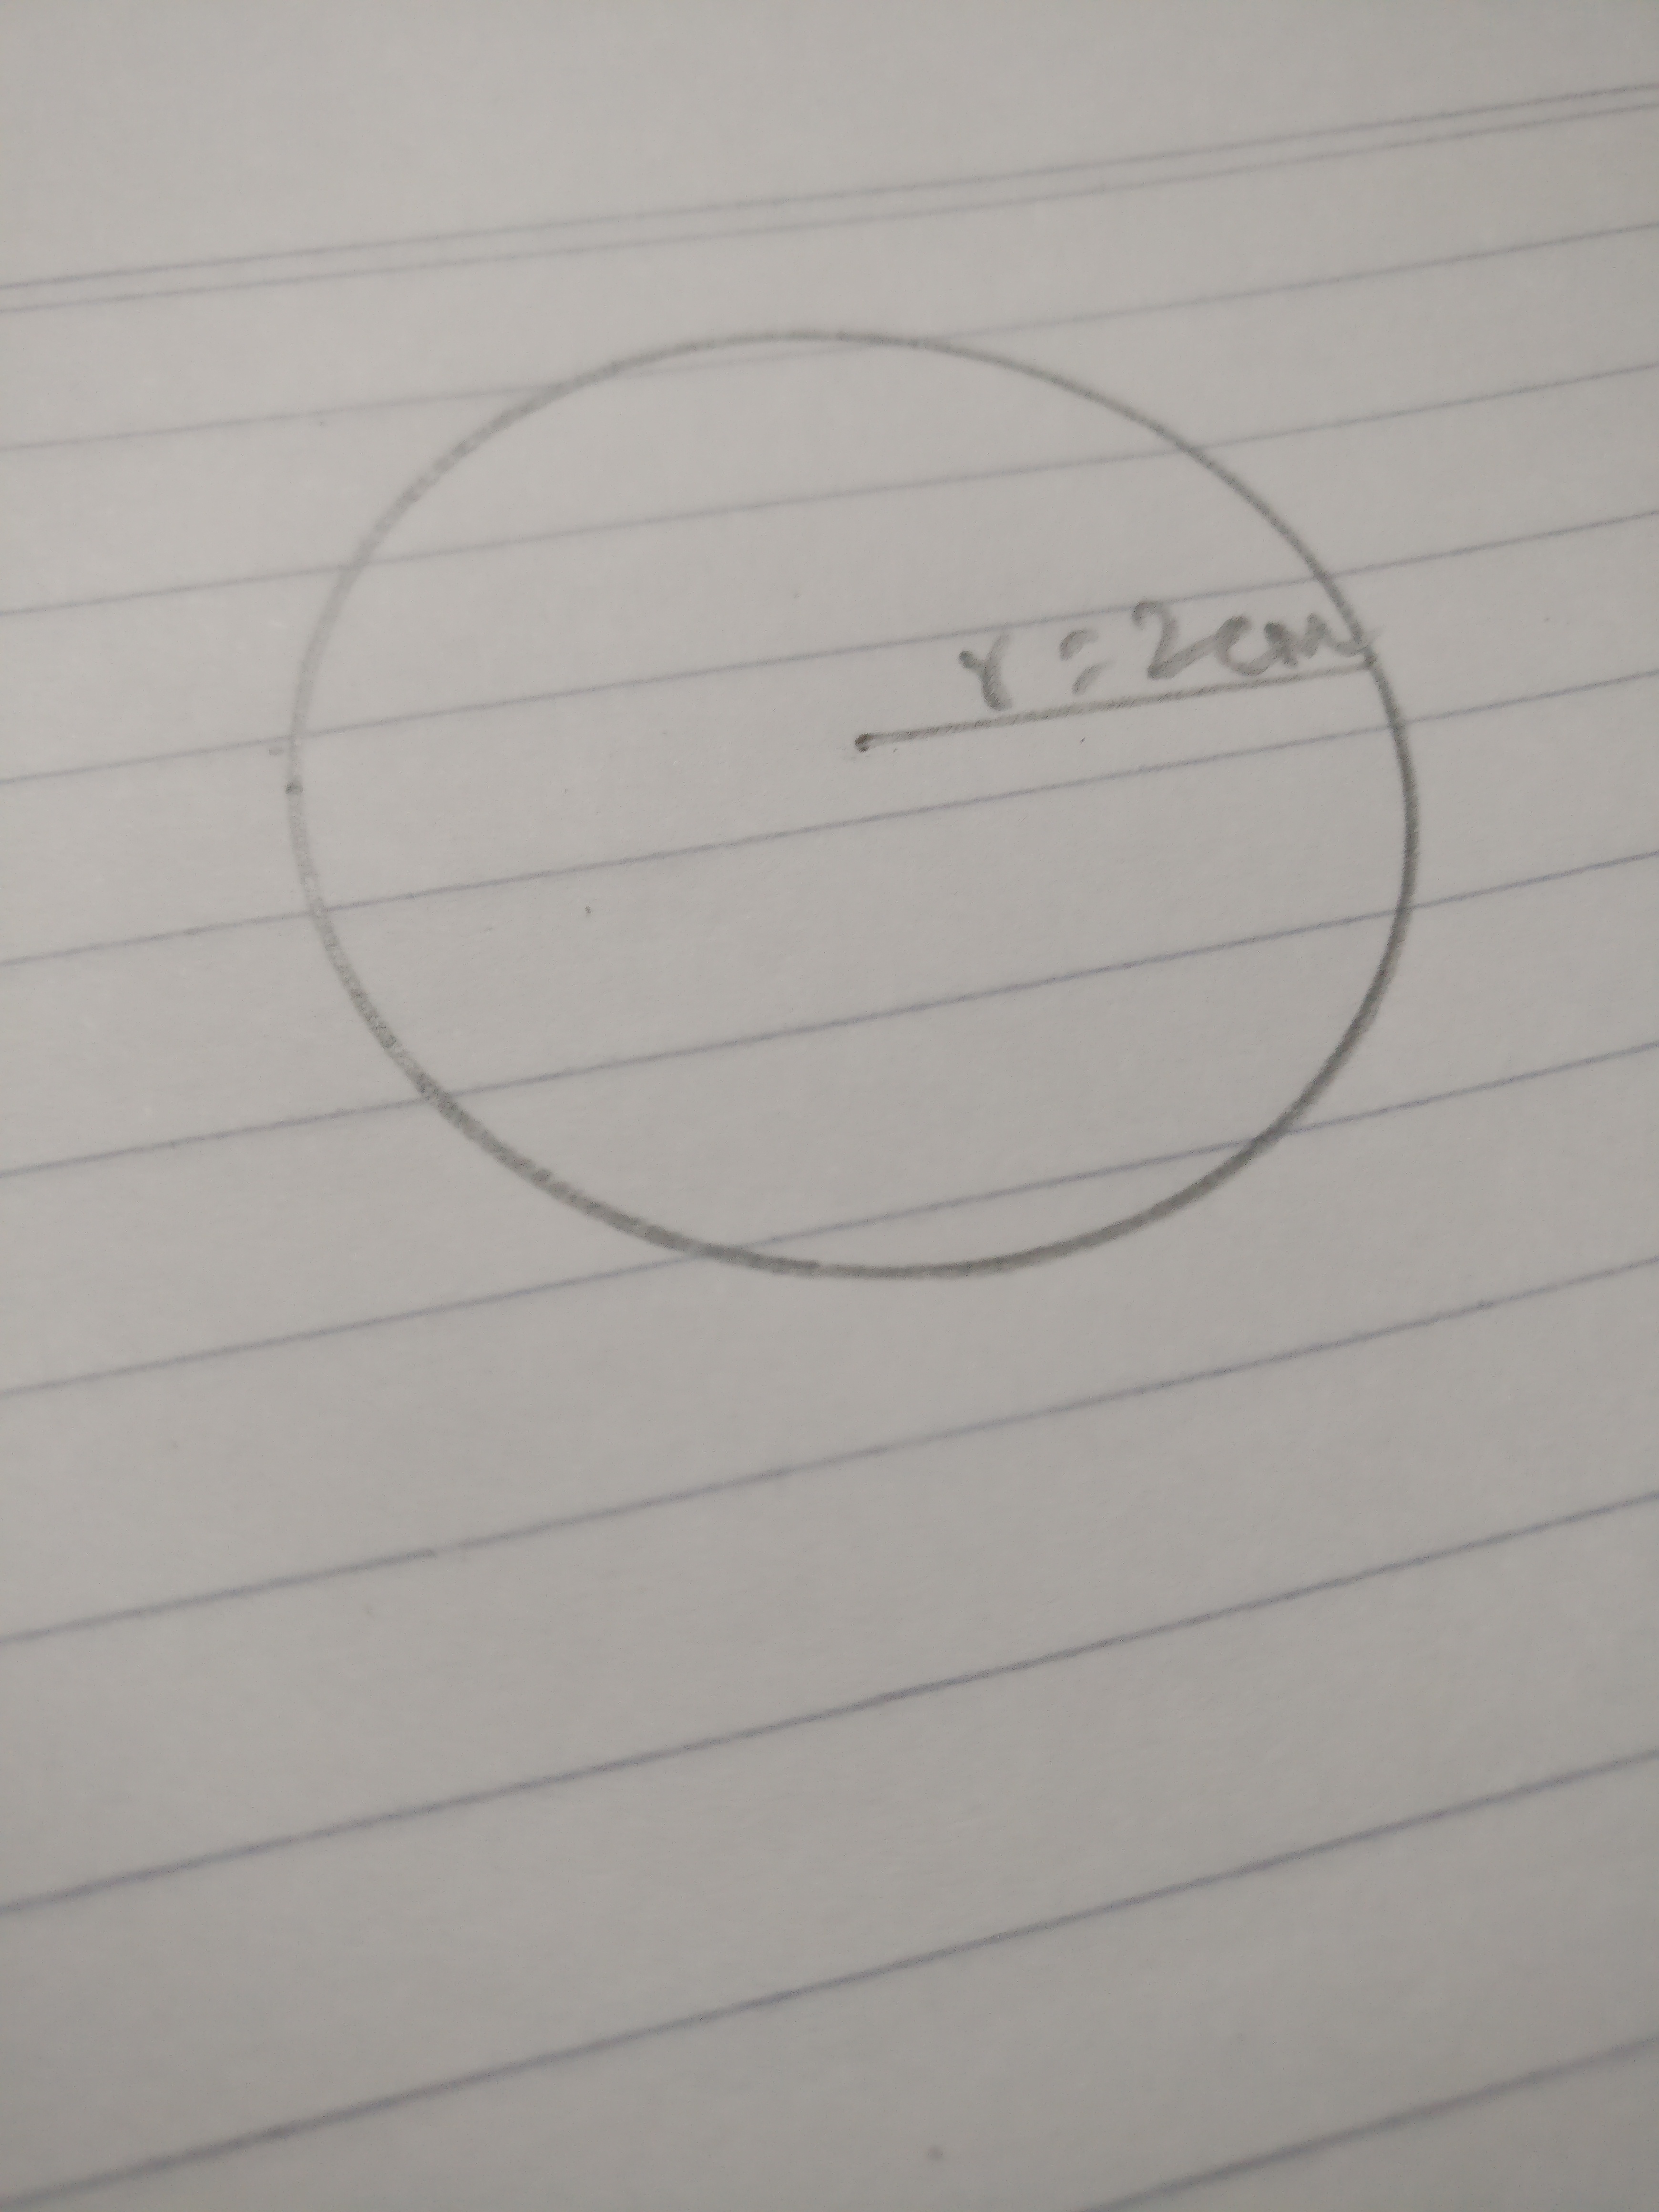 r = 2cm